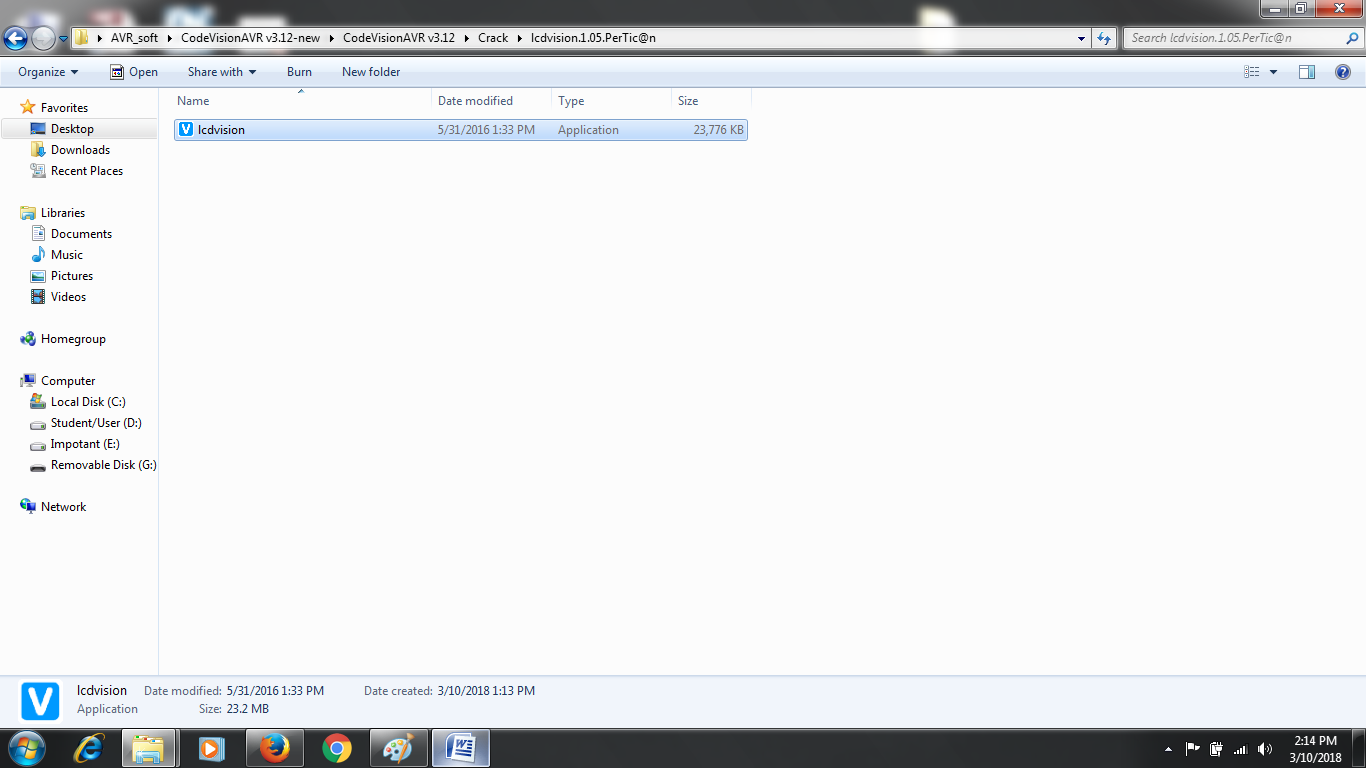 AVR_soft CodeVisionAVR v3.12-new CodeVisionAVR v3.12 Crack lcdvision.1.05.PerTic@n Search lcdvision.1.05.PerTic@n
Organize Open Share with Burn New folder
Name Date modified Type Size
lcdvision 5/31/2016 1:33 PM Application 23,776 KB
Favorites
Desktop
Downloads
Recent Places
Libraries
Documents
Music
Pictures
Videos
Homegroup
Computer
Local Disk (C:)
Student/User (D:)
Impotant (E:)
Removable Disk (G:)
Network
lcdvision Date modified: 5/31/2016 1:33 PM Date created: 3/10/2018 1:13 PM
Application Size: 23.2 MB
2:14 PM
3/10/2018